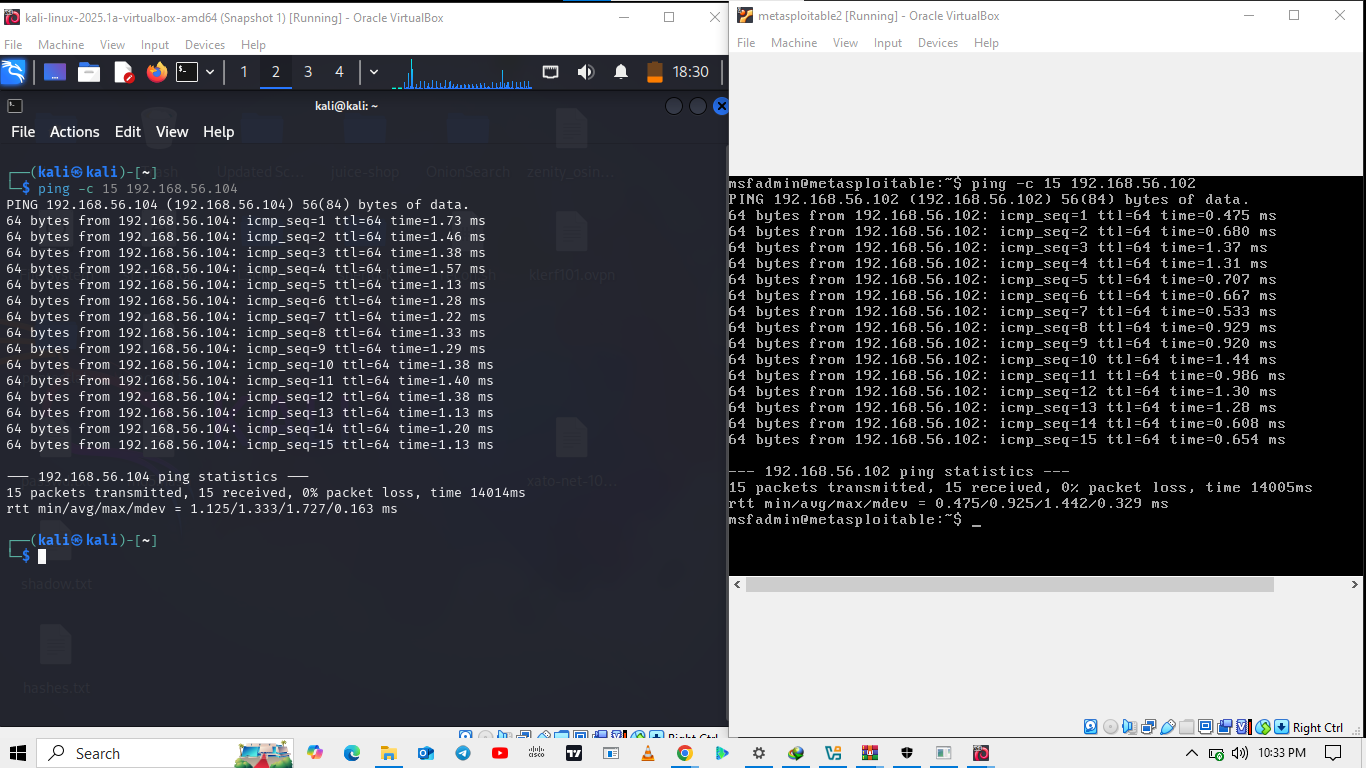 kali-linux-2025.1a-virtualbox-amd64 (Snapshot 1) [Running] - Oracle VirtualBox
File Machine View Input Devices Help
1 2 3 4 18:30
kali@kali: ~
File Actions Edit View Help
Updated Sc... juice-shop OnionSearch zenity_osin...
┌──(kali㉿kali)-[~]
└─$ ping -c 15 192.168.56.104
PING 192.168.56.104 (192.168.56.104) 56(84) bytes of data.
64 bytes from 192.168.56.104: icmp_seq=1 ttl=64 time=1.73 ms
64 bytes from 192.168.56.104: icmp_seq=2 ttl=64 time=1.46 ms
64 bytes from 192.168.56.104: icmp_seq=3 ttl=64 time=1.38 ms
64 bytes from 192.168.56.104: icmp_seq=4 ttl=64 time=1.57 ms
64 bytes from 192.168.56.104: icmp_seq=5 ttl=64 time=1.13 ms
64 bytes from 192.168.56.104: icmp_seq=6 ttl=64 time=1.28 ms
64 bytes from 192.168.56.104: icmp_seq=7 ttl=64 time=1.22 ms
64 bytes from 192.168.56.104: icmp_seq=8 ttl=64 time=1.33 ms
64 bytes from 192.168.56.104: icmp_seq=9 ttl=64 time=1.29 ms
64 bytes from 192.168.56.104: icmp_seq=10 ttl=64 time=1.38 ms
64 bytes from 192.168.56.104: icmp_seq=11 ttl=64 time=1.40 ms
64 bytes from 192.168.56.104: icmp_seq=12 ttl=64 time=1.38 ms
64 bytes from 192.168.56.104: icmp_seq=13 ttl=64 time=1.13 ms
64 bytes from 192.168.56.104: icmp_seq=14 ttl=64 time=1.20 ms
64 bytes from 192.168.56.104: icmp_seq=15 ttl=64 time=1.13 ms
--- 192.168.56.104 ping statistics ---
15 packets transmitted, 15 received, 0% packet loss, time 14014ms
rtt min/avg/max/mdev = 1.125/1.333/1.727/0.163 ms
┌──(kali㉿kali)-[~]
└─$
klerf101.ovpn
xato-net-10...
shadow.txt
hashes.txt
Right Ctrl
metasploitable2 [Running] - Oracle VirtualBox
File Machine View Input Devices Help
msfadmin@metasploitable:~$ ping -c 15 192.168.56.102
PING 192.168.56.102 (192.168.56.102) 56(84) bytes of data.
64 bytes from 192.168.56.102: icmp_seq=1 ttl=64 time=0.475 ms
64 bytes from 192.168.56.102: icmp_seq=2 ttl=64 time=0.680 ms
64 bytes from 192.168.56.102: icmp_seq=3 ttl=64 time=1.37 ms
64 bytes from 192.168.56.102: icmp_seq=4 ttl=64 time=1.31 ms
64 bytes from 192.168.56.102: icmp_seq=5 ttl=64 time=0.707 ms
64 bytes from 192.168.56.102: icmp_seq=6 ttl=64 time=0.667 ms
64 bytes from 192.168.56.102: icmp_seq=7 ttl=64 time=0.533 ms
64 bytes from 192.168.56.102: icmp_seq=8 ttl=64 time=0.929 ms
64 bytes from 192.168.56.102: icmp_seq=9 ttl=64 time=0.920 ms
64 bytes from 192.168.56.102: icmp_seq=10 ttl=64 time=1.44 ms
64 bytes from 192.168.56.102: icmp_seq=11 ttl=64 time=0.986 ms
64 bytes from 192.168.56.102: icmp_seq=12 ttl=64 time=1.30 ms
64 bytes from 192.168.56.102: icmp_seq=13 ttl=64 time=1.28 ms
64 bytes from 192.168.56.102: icmp_seq=14 ttl=64 time=0.608 ms
64 bytes from 192.168.56.102: icmp_seq=15 ttl=64 time=0.654 ms
--- 192.168.56.102 ping statistics ---
15 packets transmitted, 15 received, 0% packet loss, time 14005ms
rtt min/avg/max/mdev = 0.475/0.925/1.442/0.329 ms
msfadmin@metasploitable:~$ _
Right Ctrl
Search
10:33 PM